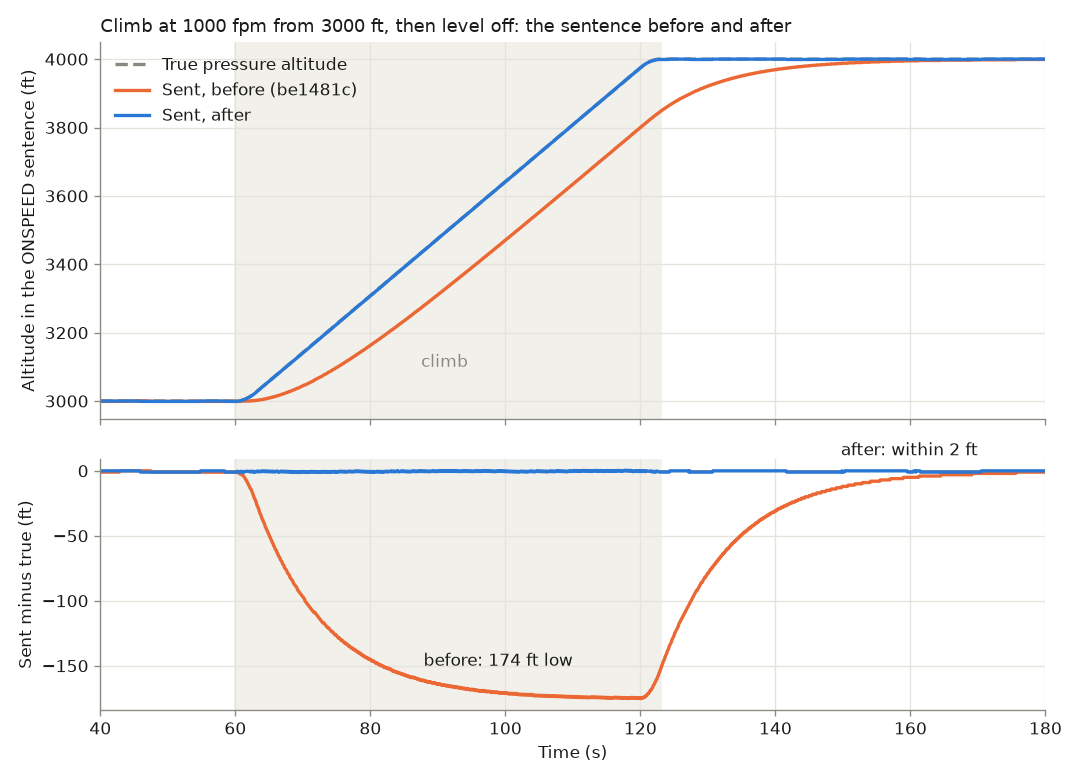 Climb at 1000 fpm from 3000 ft, then level off: the sentence before and after
Altitude in the ONSPEED sentence (ft)
4000
3800
3600
3400
3200
3000
True pressure altitude
Sent, before (be1481c)
Sent, after
climb
Sent minus true (ft)
0
−50
−100
−150
after: within 2 ft
before: 174 ft low
40
60
80
100
120
140
160
180
Time (s)